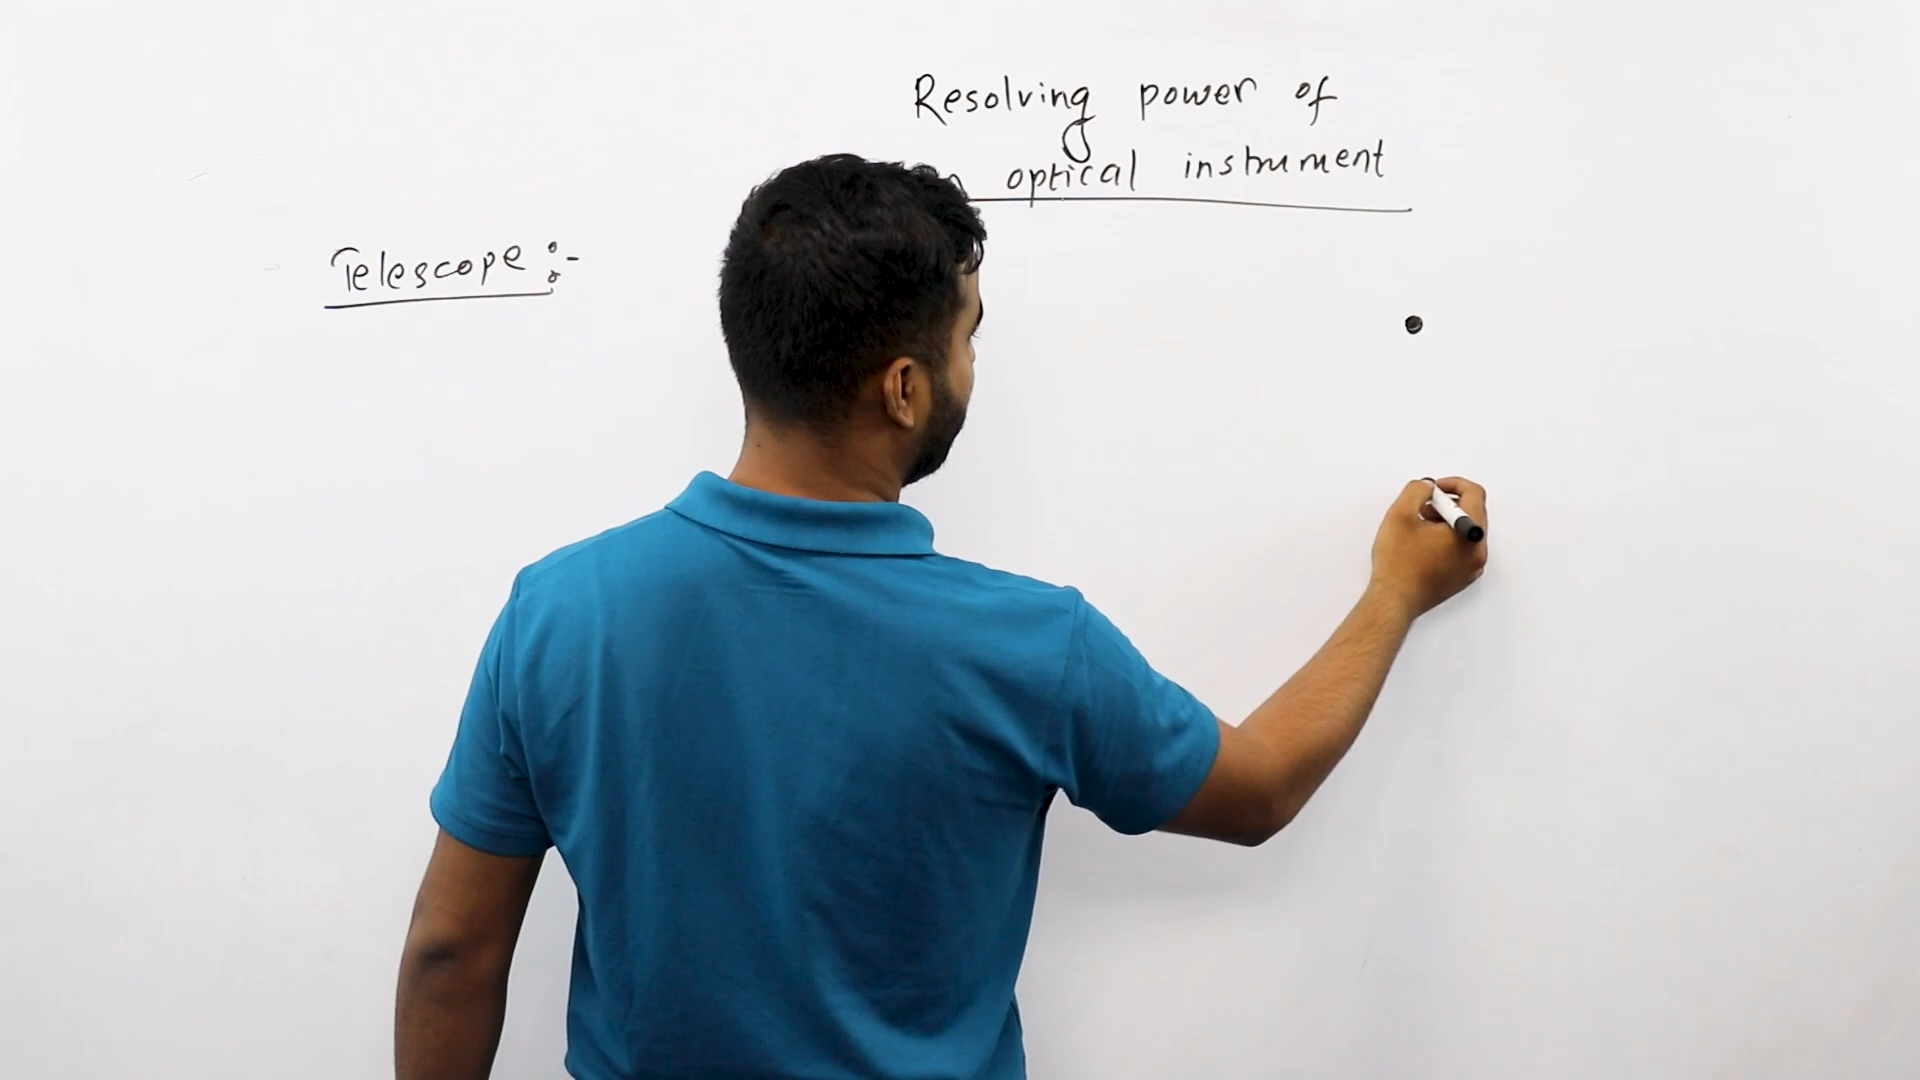 Resolving power of
optical instrument
Telescope :-